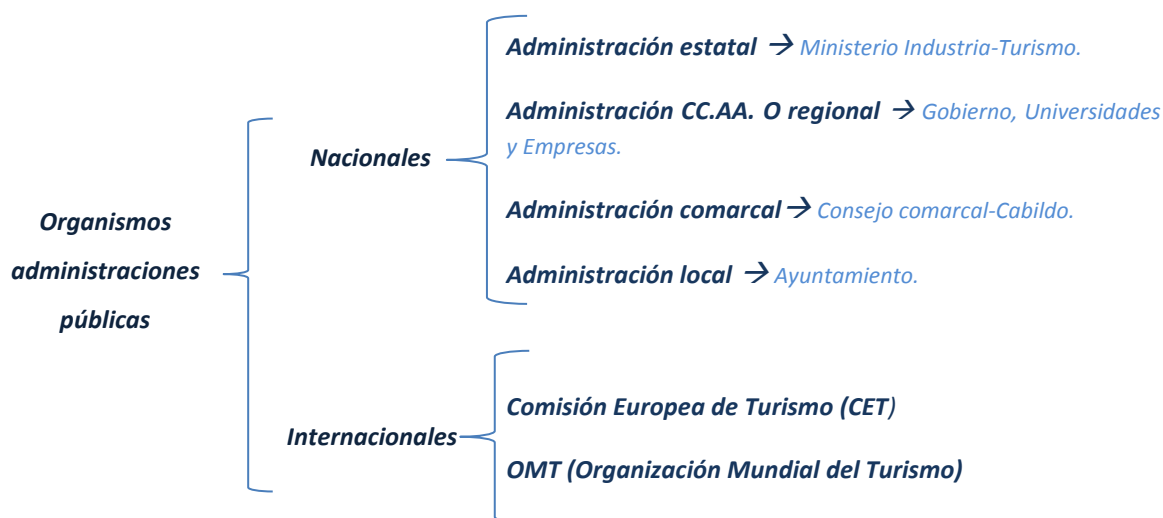 Organismos
administraciones
públicas
Nacionales
Administración estatal → Ministerio Industria-Turismo.
Administración CC.AA. O regional → Gobierno, Universidades
y Empresas.
Administración comarcal → Consejo comarcal-Cabildo.
Administración local → Ayuntamiento.
Internacionales
Comisión Europea de Turismo (CET)
OMT (Organización Mundial del Turismo)